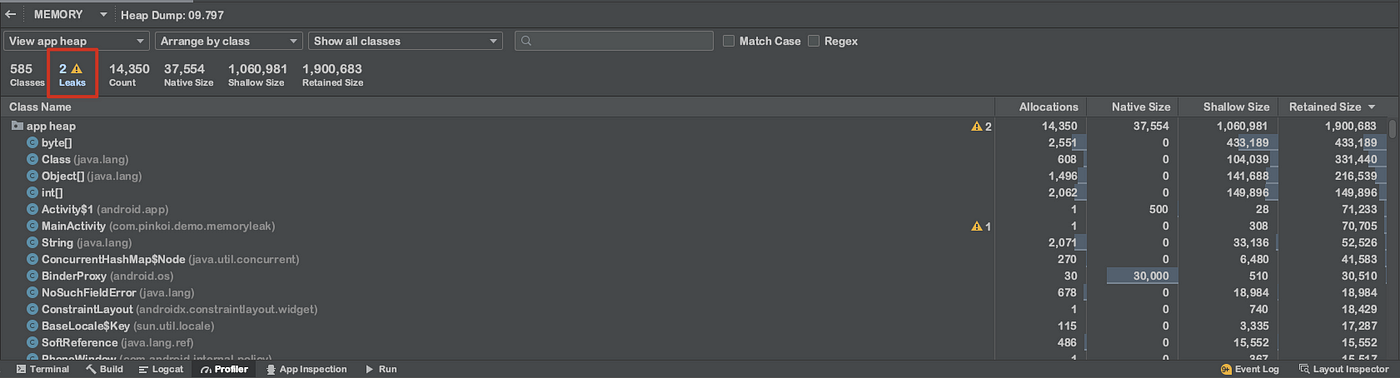 MEMORY Heap Dump: 09.797
View app heap Arrange by class Show all classes Match Case Regex
585 2 14,350 37,554 1,060,981 1,900,683
Classes Leaks Count Native Size Shallow Size Retained Size
Class Name Allocations Native Size Shallow Size Retained Size
app heap 2 14,350 37,554 1,060,981 1,900,683
byte[] 2,551 0 433,189 433,189
Class (java.lang) 608 0 104,039 331,440
Object[] (java.lang) 1,496 0 141,688 216,539
int[] 2,062 0 149,896 149,896
Activity$1 (android.app) 1 500 28 71,233
MainActivity (com.pinkoi.demo.memoryleak) 1 1 0 308 70,705
String (java.lang) 2,071 0 33,136 52,526
ConcurrentHashMap$Node (java.util.concurrent) 270 0 6,480 41,583
BinderProxy (android.os) 30 30,000 510 30,510
NoSuchFieldError (java.lang) 678 0 18,984 18,984
ConstraintLayout (androidx.constraintlayout.widget) 1 0 740 18,429
BaseLocale$Key (sun.util.locale) 115 0 3,335 17,287
SoftReference (java.lang.ref) 486 0 15,552 15,552
PhoneWindow (com.android.internal.policy) 1 0 367 15,517
Terminal Build Logcat Profiler App Inspection Run 9+ Event Log Layout Inspector